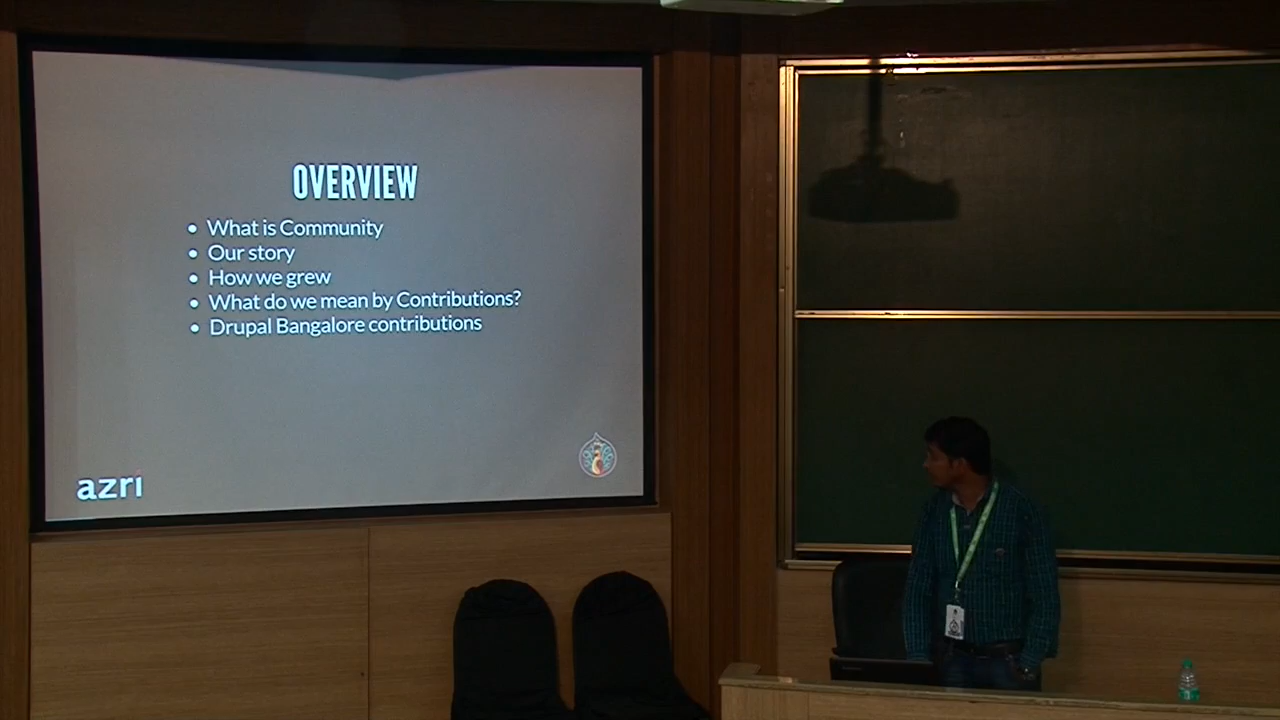 OVERVIEW
What is Community
Our story
How we grew
What do we mean by Contributions?
Drupal Bangalore contributions
azri